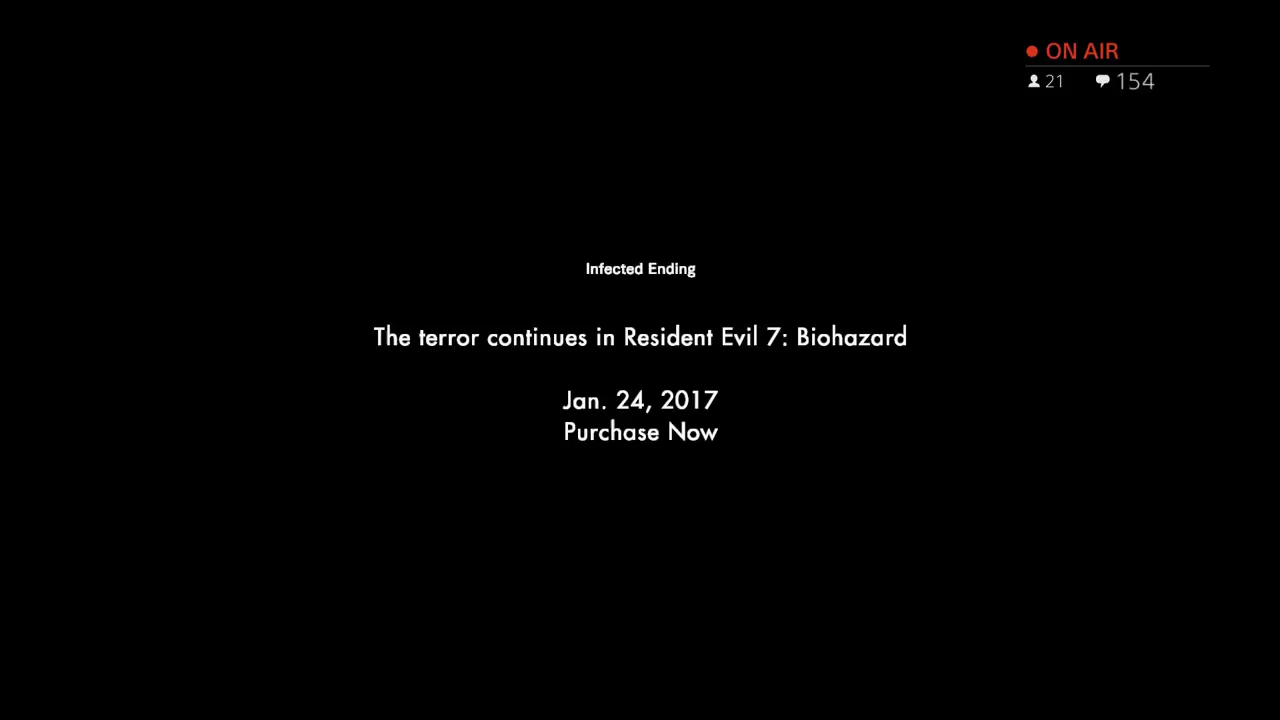 ON AIR
21 154
Infected Ending
The terror continues in Resident Evil 7: Biohazard
Jan. 24, 2017
Purchase Now